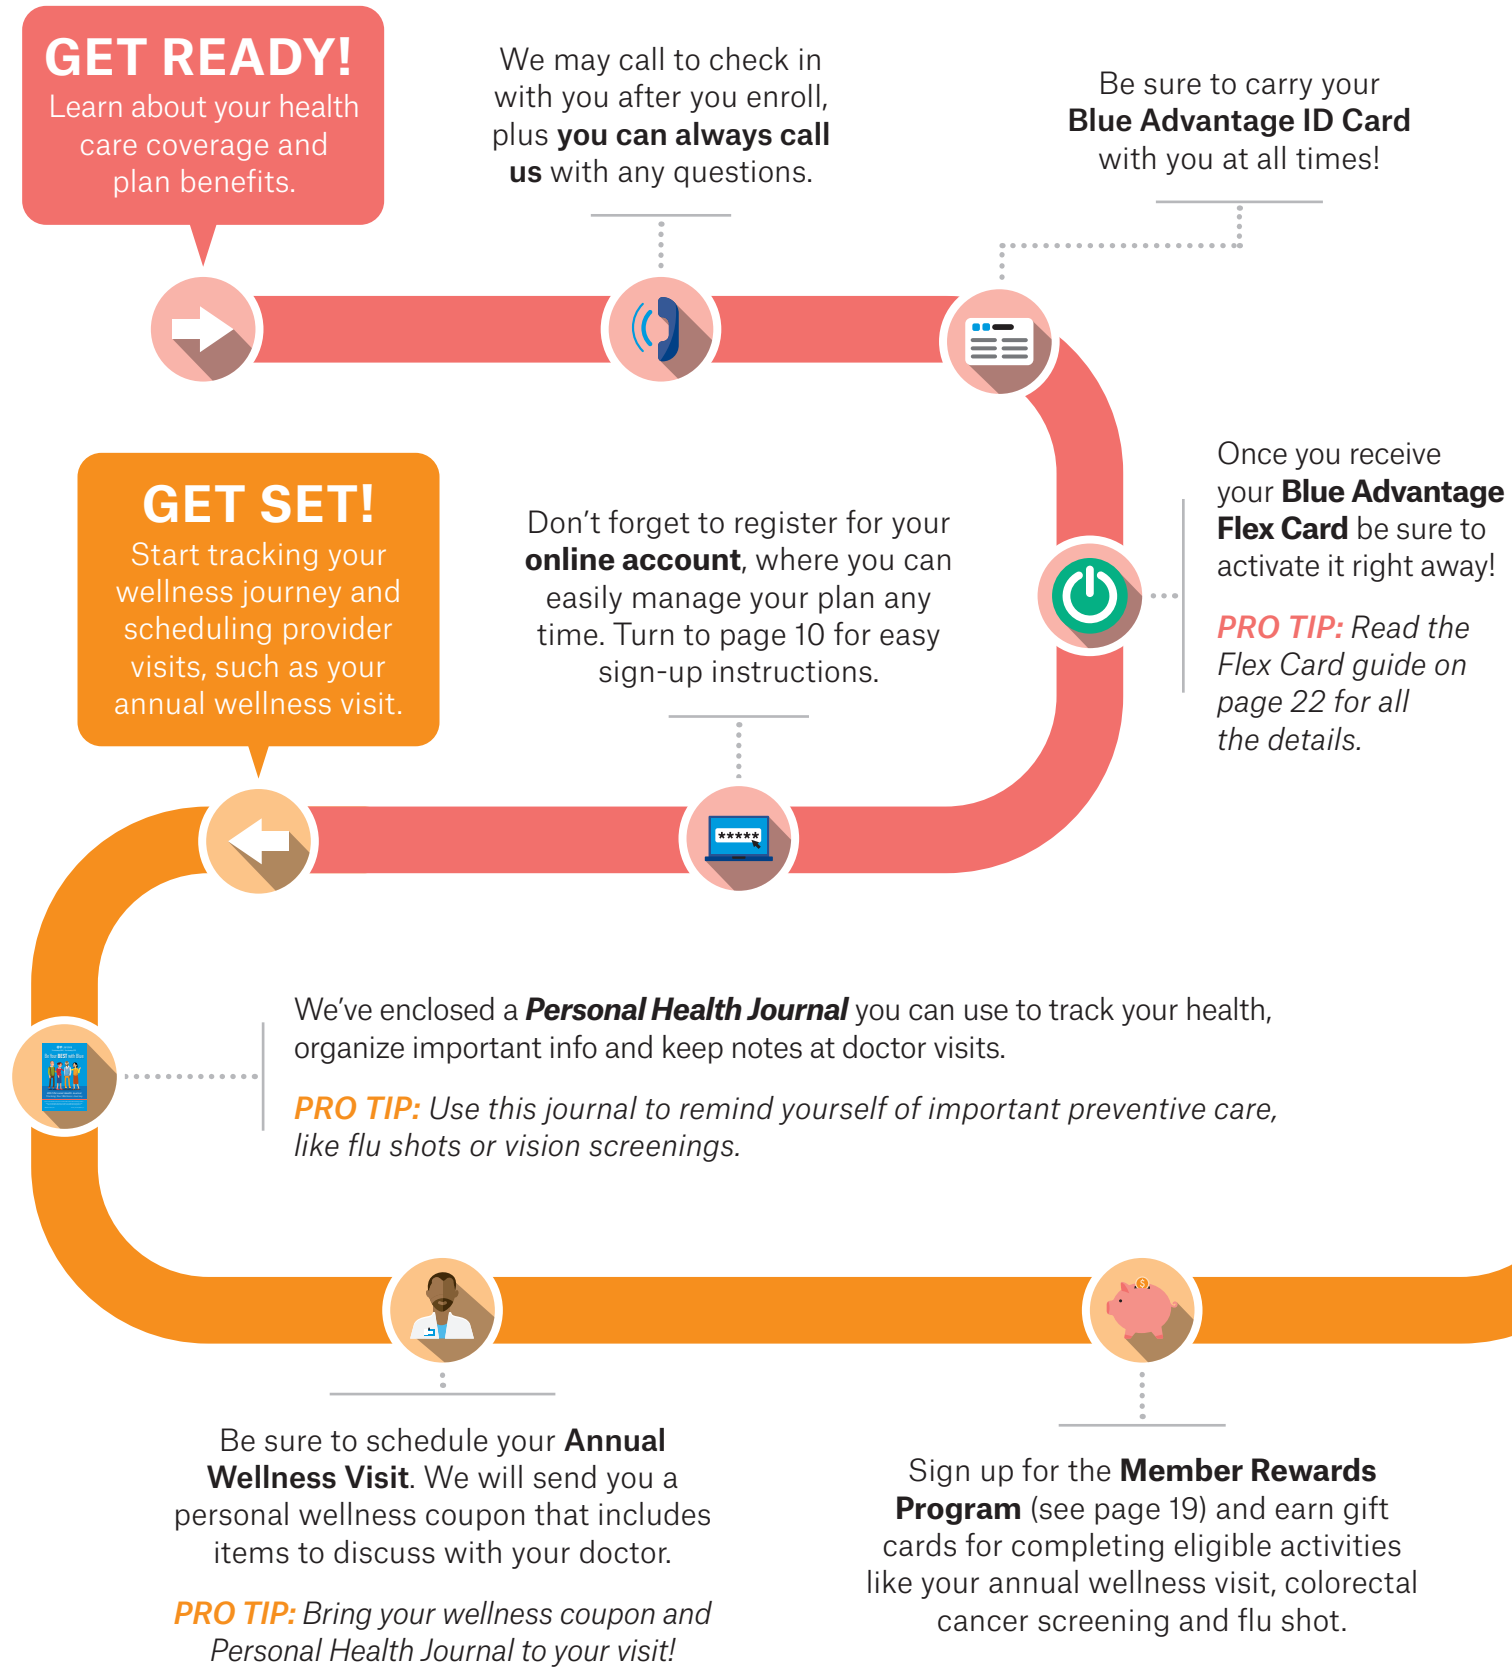 GET READY!
Learn about your health
care coverage and
plan benefits.
We may call to check in
with you after you enroll,
plus you can always call
us with any questions.
Be sure to carry your
Blue Advantage ID Card
with you at all times!
Once you receive
your Blue Advantage
Flex Card be sure to
activate it right away!
PRO TIP: Read the
Flex Card guide on
page 22 for all
the details.
GET SET!
Start tracking your
wellness journey and
scheduling provider
visits, such as your
annual wellness visit.
Don’t forget to register for your
online account, where you can
easily manage your plan any
time. Turn to page 10 for easy
sign-up instructions.
*****
Be Your BEST with Blue
We’ve enclosed a Personal Health Journal you can use to track your health,
organize important info and keep notes at doctor visits.
PRO TIP: Use this journal to remind yourself of important preventive care,
like flu shots or vision screenings.
$
Be sure to schedule your Annual
Wellness Visit. We will send you a
personal wellness coupon that includes
items to discuss with your doctor.
PRO TIP: Bring your wellness coupon and
Personal Health Journal to your visit!
Sign up for the Member Rewards
Program (see page 19) and earn gift
cards for completing eligible activities
like your annual wellness visit, colorectal
cancer screening and flu shot.